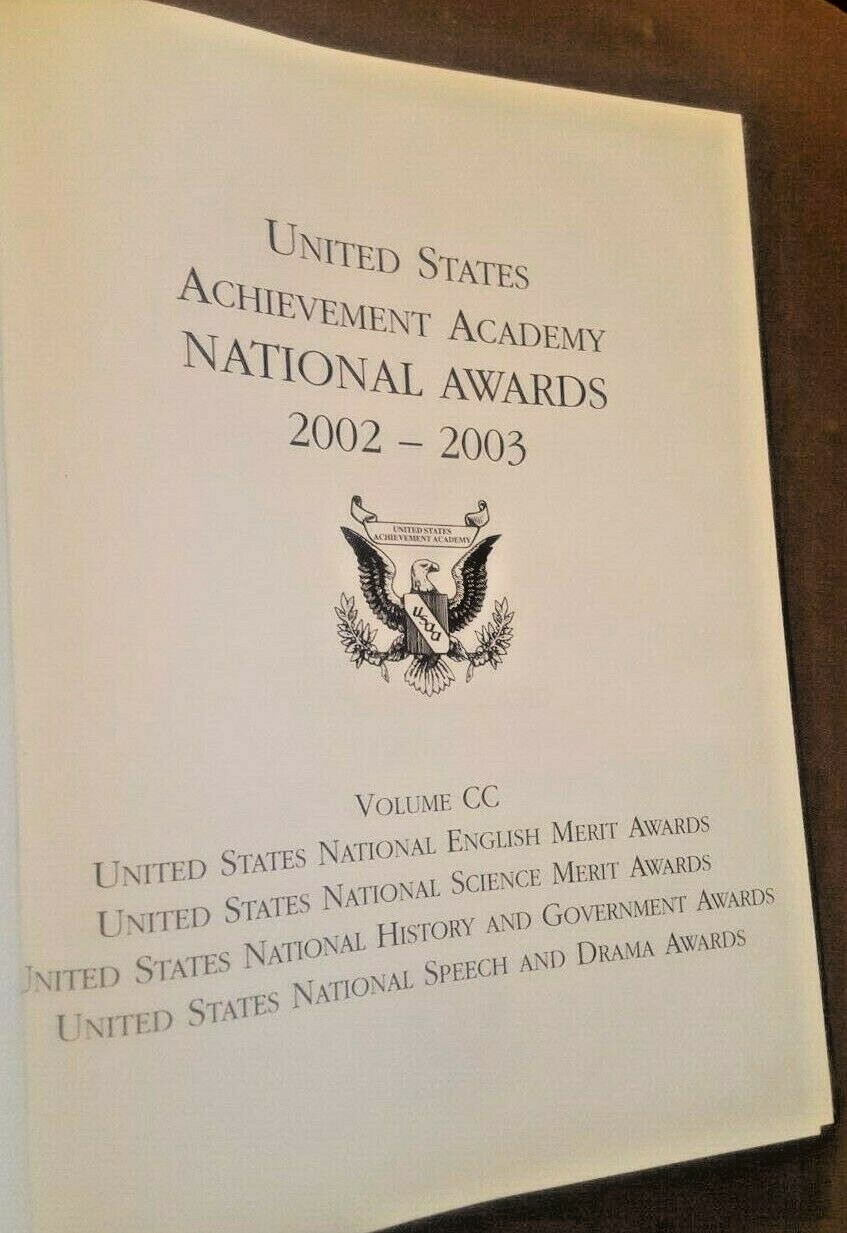 UNITED STATES
ACHIEVEMENT ACADEMY
NATIONAL AWARDS
2002 – 2003
UNITED STATES
ACHIEVEMENT ACADEMY
usaa
VOLUME CC
UNITED STATES NATIONAL ENGLISH MERIT AWARDS
UNITED STATES NATIONAL SCIENCE MERIT AWARDS
UNITED STATES NATIONAL HISTORY AND GOVERNMENT AWARDS
UNITED STATES NATIONAL SPEECH AND DRAMA AWARDS